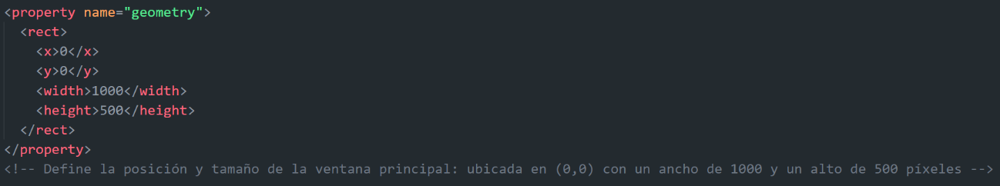 <property name="geometry">
<rect>
<x>0</x>
<y>0</y>
<width>1000</width>
<height>500</height>
</rect>
</property>
<!-- Define la posición y tamaño de la ventana principal: ubicada en (0,0) con un ancho de 1000 y un alto de 500 píxeles -->